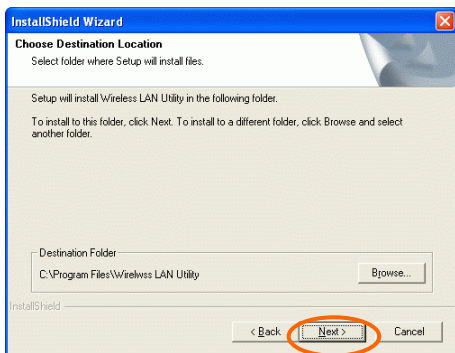 InstallShield Wizard
Choose Destination Location
Select folder where Setup will install files.
Setup will install Wireless LAN Utility in the following folder.
To install to this folder, click Next. To install to a different folder, click Browse and select
another folder.
Destination Folder
C:\Program Files\Wirelwss LAN Utility
Browse...
InstallShield
< Back
Next >
Cancel